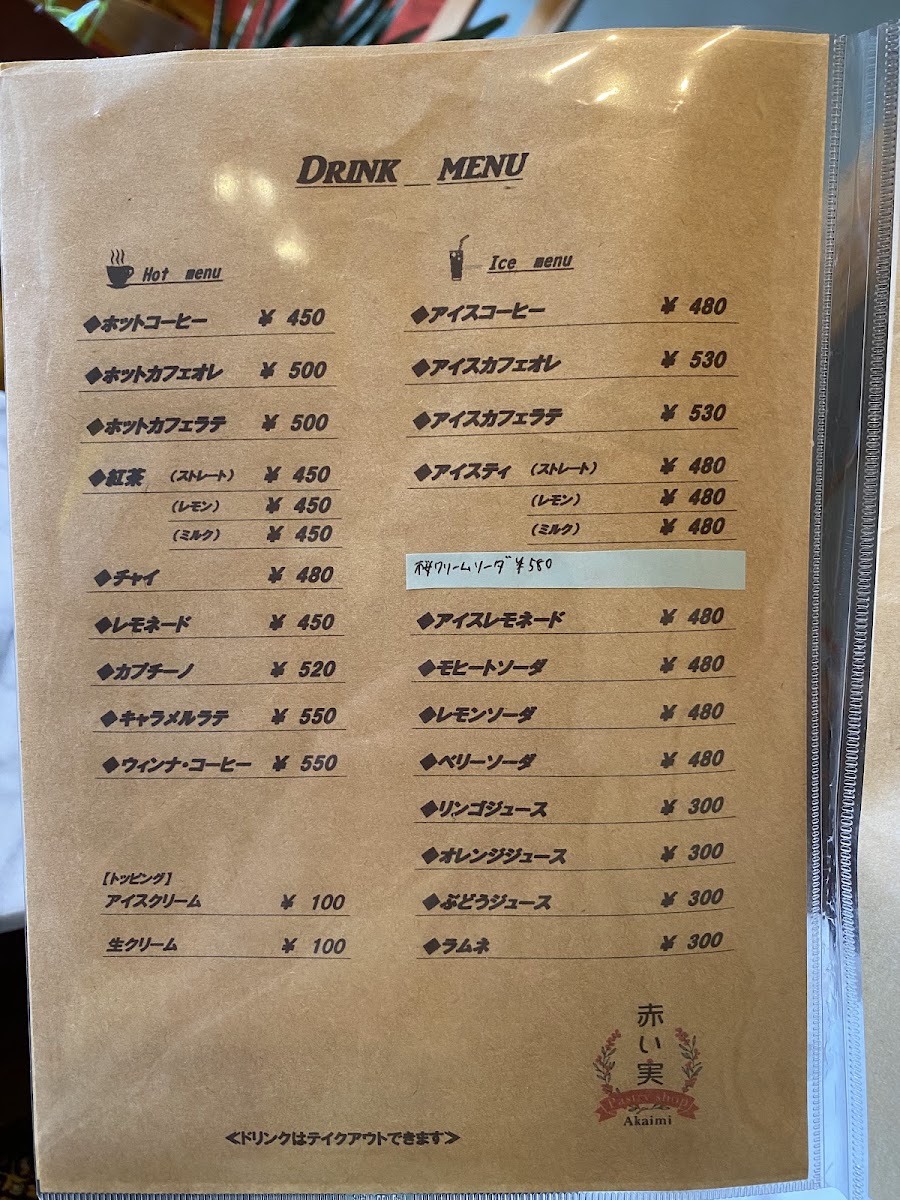 DRINK MENU
Hot menu
◆ホットコーヒー ¥ 450
◆ホットカフェオレ ¥ 500
◆ホットカフェラテ ¥ 500
◆紅茶 (ストレート) ¥ 450
(レモン) ¥ 450
(ミルク) ¥ 450
◆チャイ ¥ 480
◆レモネード ¥ 450
◆カプチーノ ¥ 520
◆キャラメルラテ ¥ 550
◆ウィンナ・コーヒー ¥ 550
【トッピング】
アイスクリーム ¥ 100
生クリーム ¥ 100
Ice menu
◆アイスコーヒー ¥ 480
◆アイスカフェオレ ¥ 530
◆アイスカフェラテ ¥ 530
◆アイスティ (ストレート) ¥ 480
(レモン) ¥ 480
(ミルク) ¥ 480
クリームソーダ ¥580
◆アイスレモネード ¥ 480
◆モヒートソーダ ¥ 480
◆レモンソーダ ¥ 480
◆ベリーソーダ ¥ 480
◆リンゴジュース ¥ 300
◆オレンジジュース ¥ 300
◆ぶどうジュース ¥ 300
◆ラムネ ¥ 300
赤い実
Pastry shop
Akaimi
≪ドリンクはテイクアウトできます≫